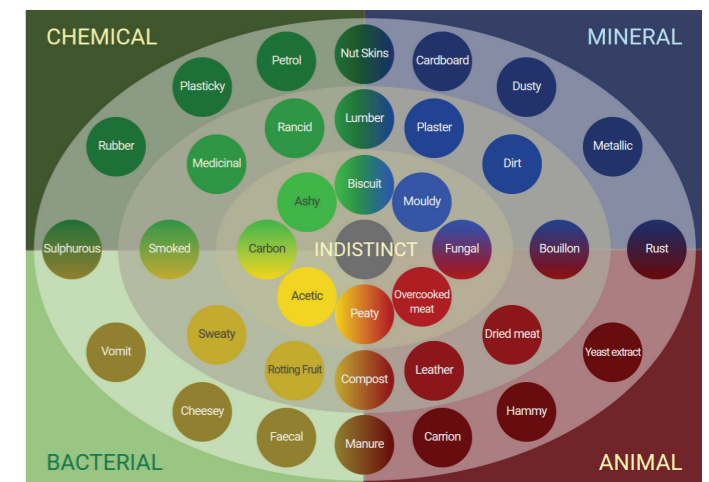 CHEMICAL
MINERAL
Nut Skins
Petrol
Cardboard
Plasticky
Dusty
Rubber
Metallic
Lumber
Rancid
Plaster
Medicinal
Dirt
Biscuit
Ashy
Mouldy
Sulphurous
Smoked
Carbon
INDISTINCT
Fungal
Bouillon
Rust
Acetic
Overcooked
meat
Peaty
Sweaty
Dried meat
Vomit
Yeast extract
Rotting Fruit
Leather
Compost
Cheesey
Hammy
Faecal
Carrion
Manure
BACTERIAL
ANIMAL